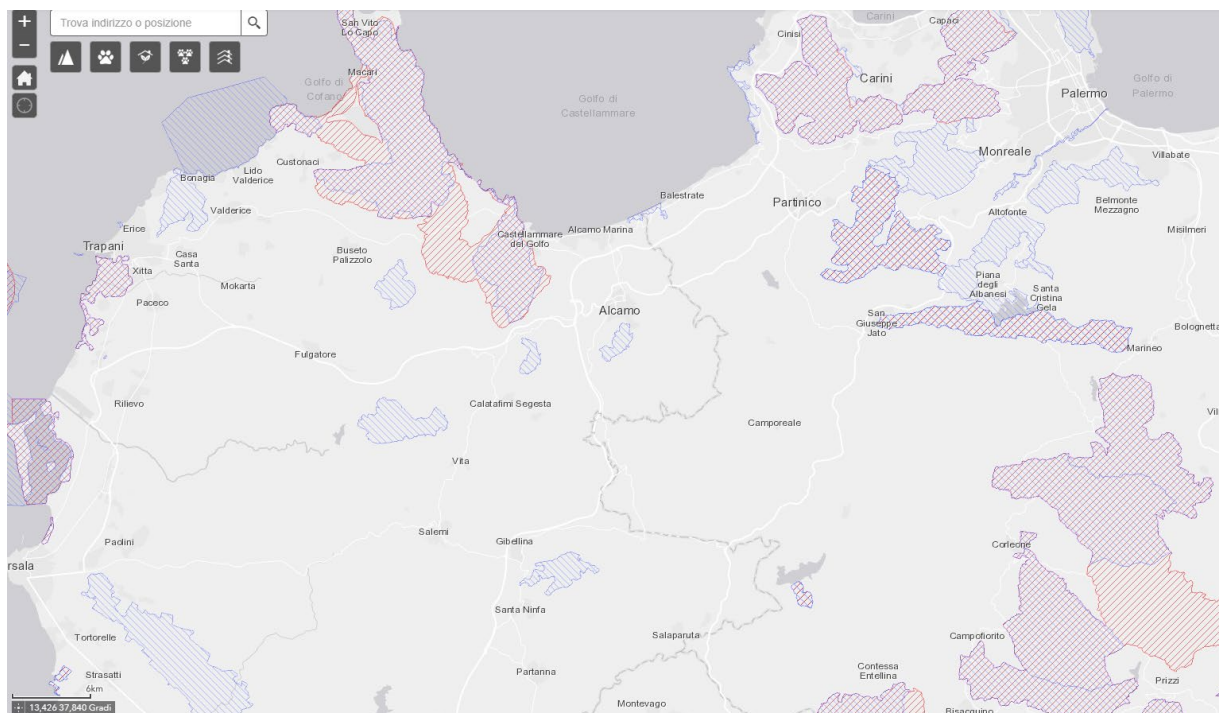 +
Trova indirizzo o posizione
−
San Vito
Lo Capo
Carini
Capaci
Cinisi
Macari
Golfo di
Cofano
Golfo di
Castellammare
Carini
Palermo
Golfo di
Palermo
Custonaci
Monreale
Villabate
Bonagia
Lido
Valderice
Valderice
Balestrate
Partinico
Belmonte
Mezzagno
Altofonte
Erice
Trapani
Casa
Santa
Xitta
Buseto
Palizzolo
Castellammare
del Golfo
Alcamo Marina
Misilmeri
Mokarta
Paceco
Piana
degli
Albanesi
Santa
Cristina
Gela
Alcamo
San
Giuseppe
Jato
Bolognetta
Marineo
Fulgatore
Rilievo
Calatafimi Segesta
Camporeale
Vil
Vita
Salemi
Gibellina
Paolini
Corleone
rsala
Santa Ninfa
Tortorelle
Salaparuta
Campofiorito
Strasatti
Partanna
Contessa
Entellina
Prizzi
6km
Montevago
Bisacquino
13,426 37,840 Gradi